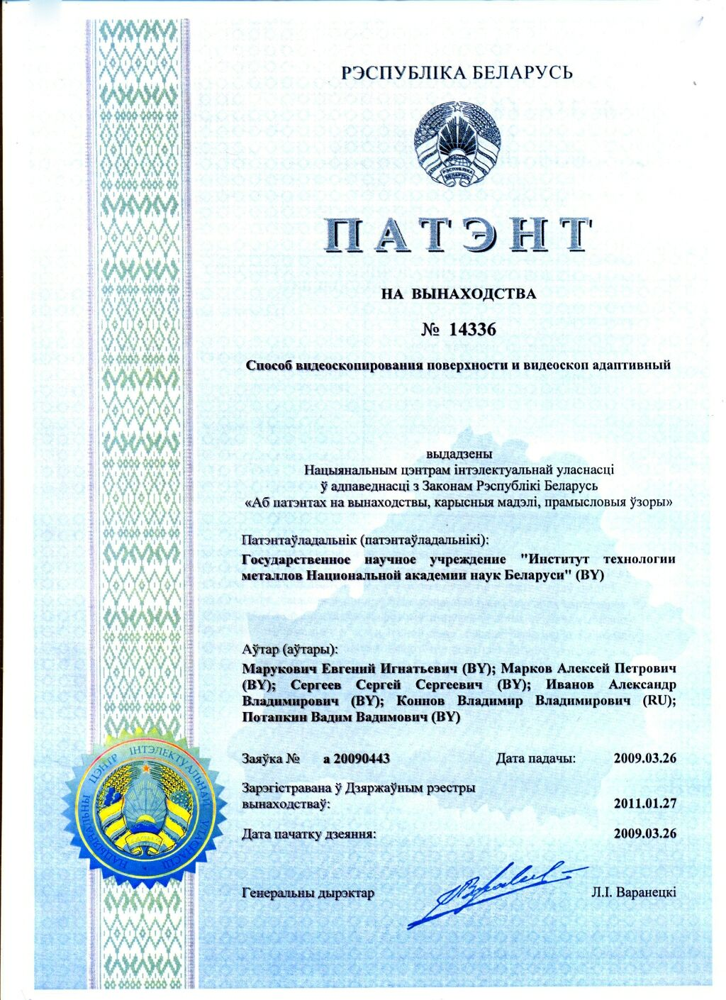 РЭСПУБЛІКА БЕЛАРУСЬ
РЭСПУБЛІКА
БЕЛАРУСЬ
ПАТЭНТ
НА ВЫНАХОДСТВА
№ 14336
Способ видеоскопирования поверхности и видеоскоп адаптивный
выдадзены
Нацыянальным цэнтрам інтэлектуальнай уласнасці
ў адпаведнасці з Законам Рэспублікі Беларусь
«Аб патэнтах на вынаходствы, карысныя мадэлі, прамысловыя ўзоры»
Патэнтаўладальнік (патэнтаўладальнікі):
Государственное научное учреждение "Институт технологии
металлов Национальной академии наук Беларуси" (BY)
Аўтар (аўтары):
Марукович Евгений Игнатьевич (BY); Марков Алексей Петрович
(BY); Сергеев Сергей Сергеевич (BY); Иванов Александр
Владимирович (BY); Коннов Владимир Владимирович (RU);
Потапкин Вадим Вадимович (BY)
Заяўка № а 20090443 Дата падачы: 2009.03.26
Зарэгістравана ў Дзяржаўным рэестры
вынаходстваў: 2011.01.27
Дата пачатку дзеяння: 2009.03.26
Генеральны дырэктар Л.І. Варанецкі
НАЦЫЯНАЛЬНЫ ЦЭНТР ІНТЭЛЕКТУАЛЬНАЙ УЛАСНАСЦІ